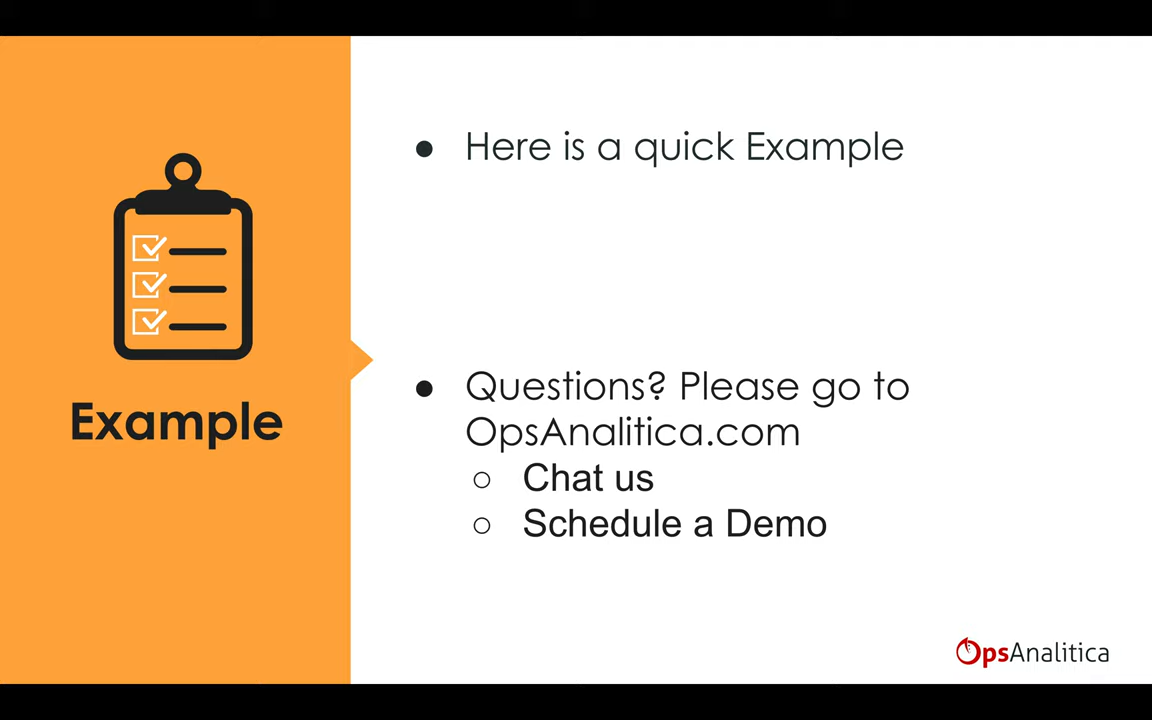 Example
● Here is a quick Example
● Questions? Please go to
OpsAnalitica.com
○ Chat us
○ Schedule a Demo
OpsAnalitica